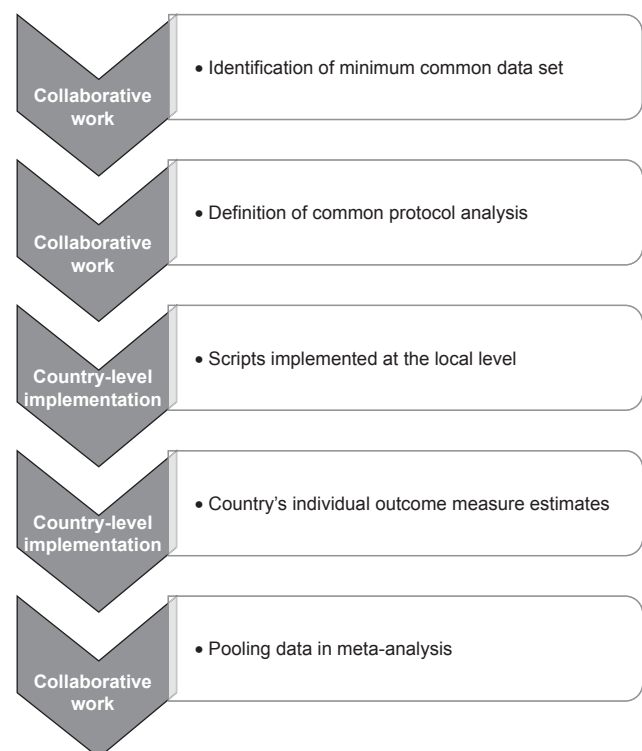 Collaborative
work
• Identification of minimum common data set
Collaborative
work
• Definition of common protocol analysis
Country-level
implementation
• Scripts implemented at the local level
Country-level
implementation
• Country’s individual outcome measure estimates
Collaborative
work
• Pooling data in meta-analysis